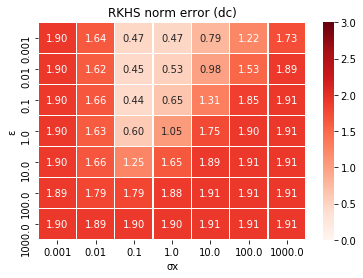 RKHS norm error (dc)
ε
0.001 1.90 1.64 0.47 0.47 0.79 1.22 1.73
0.01 1.90 1.62 0.45 0.53 0.98 1.53 1.89
0.1 1.90 1.66 0.44 0.65 1.31 1.85 1.91
1.0 1.90 1.63 0.60 1.05 1.75 1.90 1.91
10.0 1.90 1.66 1.25 1.65 1.89 1.91 1.91
100.0 1.89 1.79 1.79 1.88 1.91 1.91 1.91
1000.0 1.90 1.89 1.90 1.90 1.91 1.91 1.91
0.001 0.01 0.1 1.0 10.0 100.0 1000.0
σx
3.0
2.5
2.0
1.5
1.0
0.5
0.0